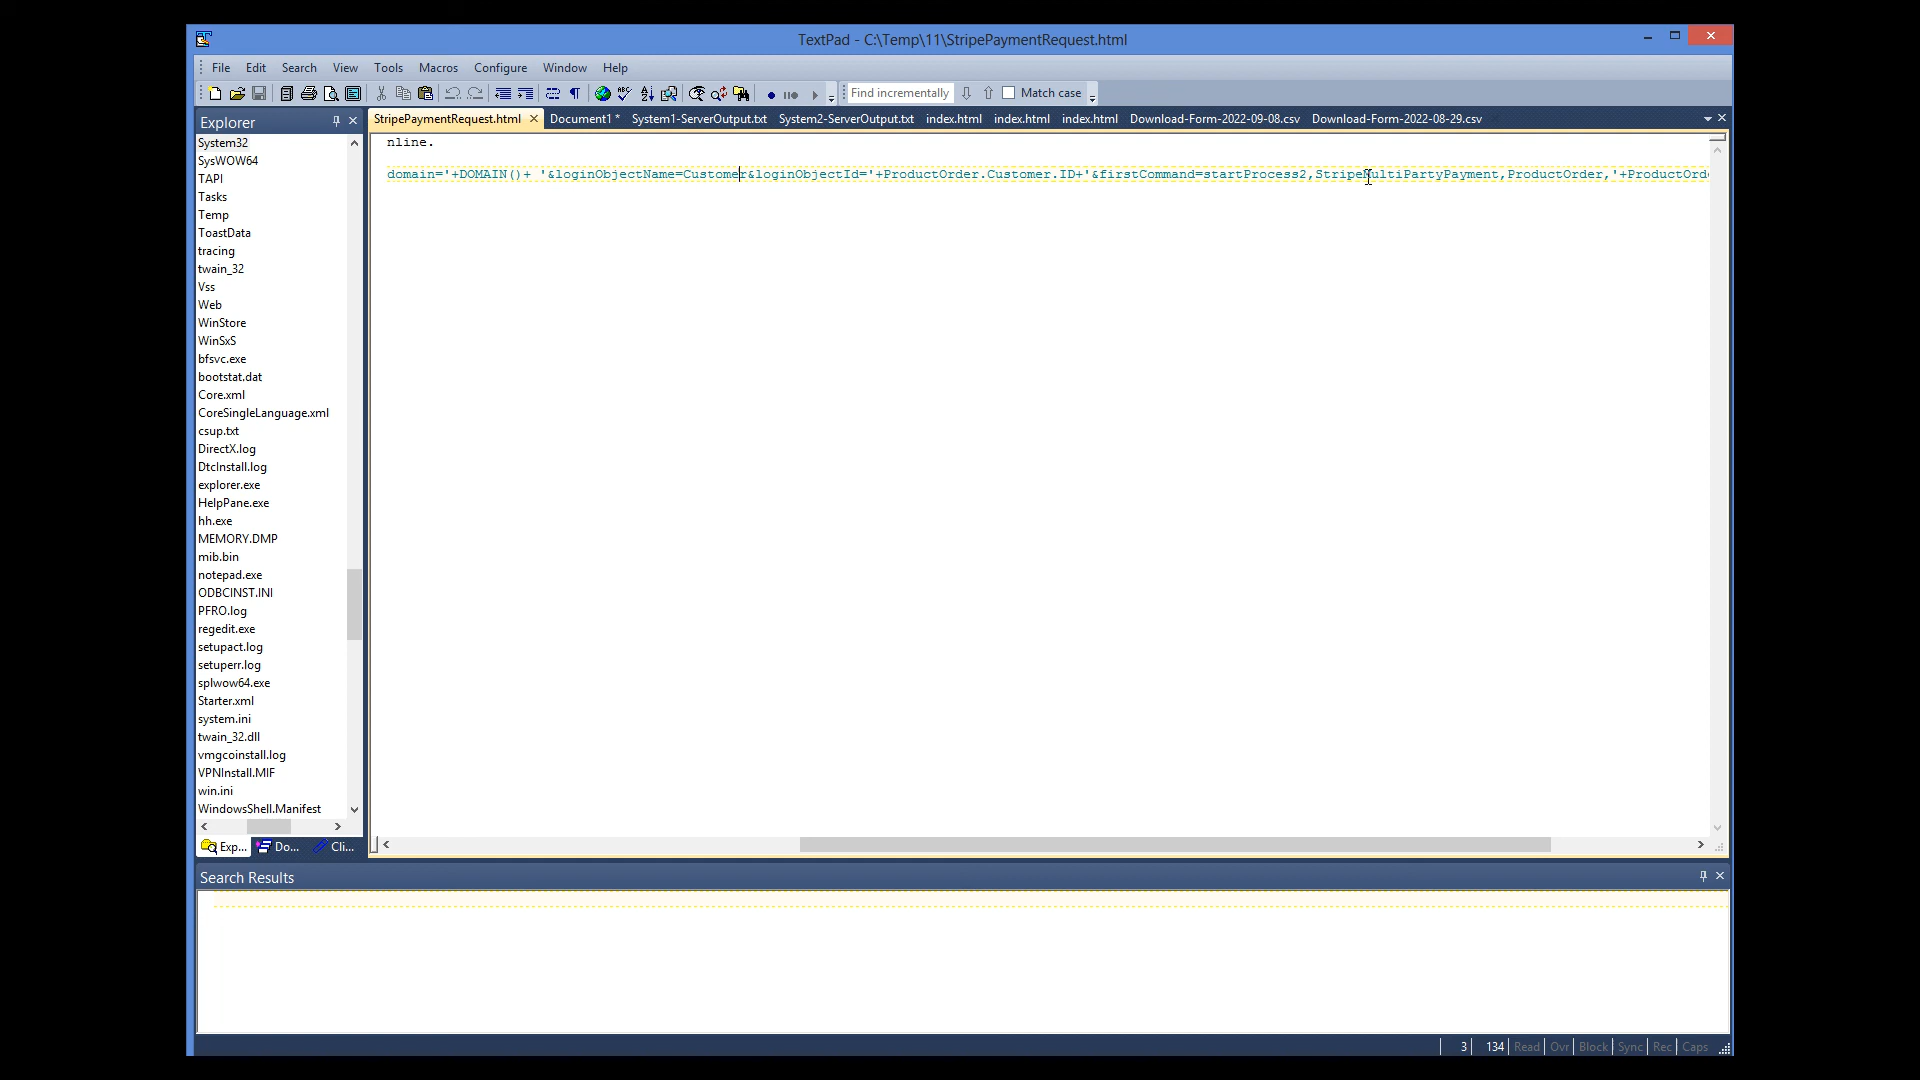 TextPad - C:\Temp\11\StripePaymentRequest.html
File Edit Search View Tools Macros Configure Window Help
Find incrementally Match case
Explorer
StripePaymentRequest.html Document1 * System1-ServerOutput.txt System2-ServerOutput.txt index.html index.html index.html Download-Form-2022-09-08.csv Download-Form-2022-08-29.csv
nline.
domain='+DOMAIN()+ '&loginObjectName=Customer&loginObjectId='+ProductOrder.Customer.ID+'&firstCommand=startProcess2,StripeMultiPartyPayment,ProductOrder,'+ProductOrde
System32
SysWOW64
TAPI
Tasks
Temp
ToastData
tracing
twain_32
Vss
Web
WinStore
WinSxS
bfsvc.exe
bootstat.dat
Core.xml
CoreSingleLanguage.xml
csup.txt
DirectX.log
DtcInstall.log
explorer.exe
HelpPane.exe
hh.exe
MEMORY.DMP
mib.bin
notepad.exe
ODBCINST.INI
PFRO.log
regedit.exe
setupact.log
setuperr.log
splwow64.exe
Starter.xml
system.ini
twain_32.dll
vmgcoinstall.log
VPNInstall.MIF
win.ini
WindowsShell.Manifest
Exp... Do... Cli...
Search Results
3 134 Read Ovr Block Sync Rec Caps